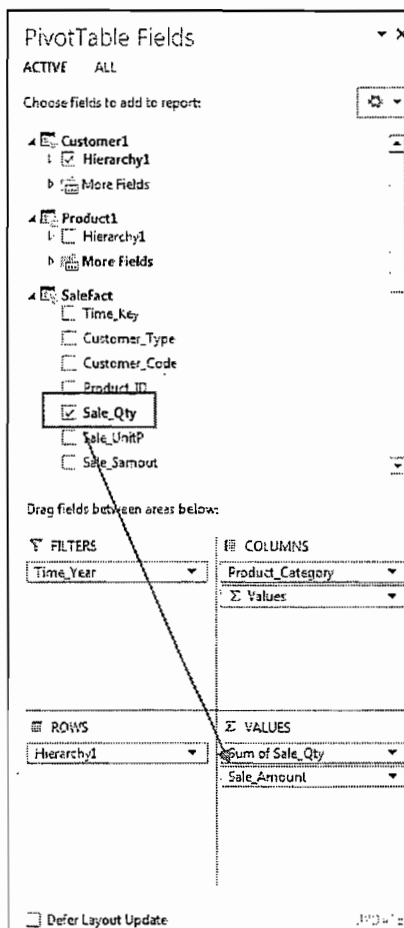 PivotTable Fields
ACTIVE ALL
Choose fields to add to report:
Customer1
Hierarchy1
More Fields
Product1
Hierarchy1
More Fields
SaleFact
Time_Key
Customer_Type
Customer_Code
Product_ID
Sale_Qty
Sale_UnitP
Sale_Samout
Drag fields between areas below:
FILTERS
Time_Year
COLUMNS
Product_Category
Σ Values
ROWS
Hierarchy1
Σ VALUES
Sum of Sale_Qty
Sale_Amount
Defer Layout Update